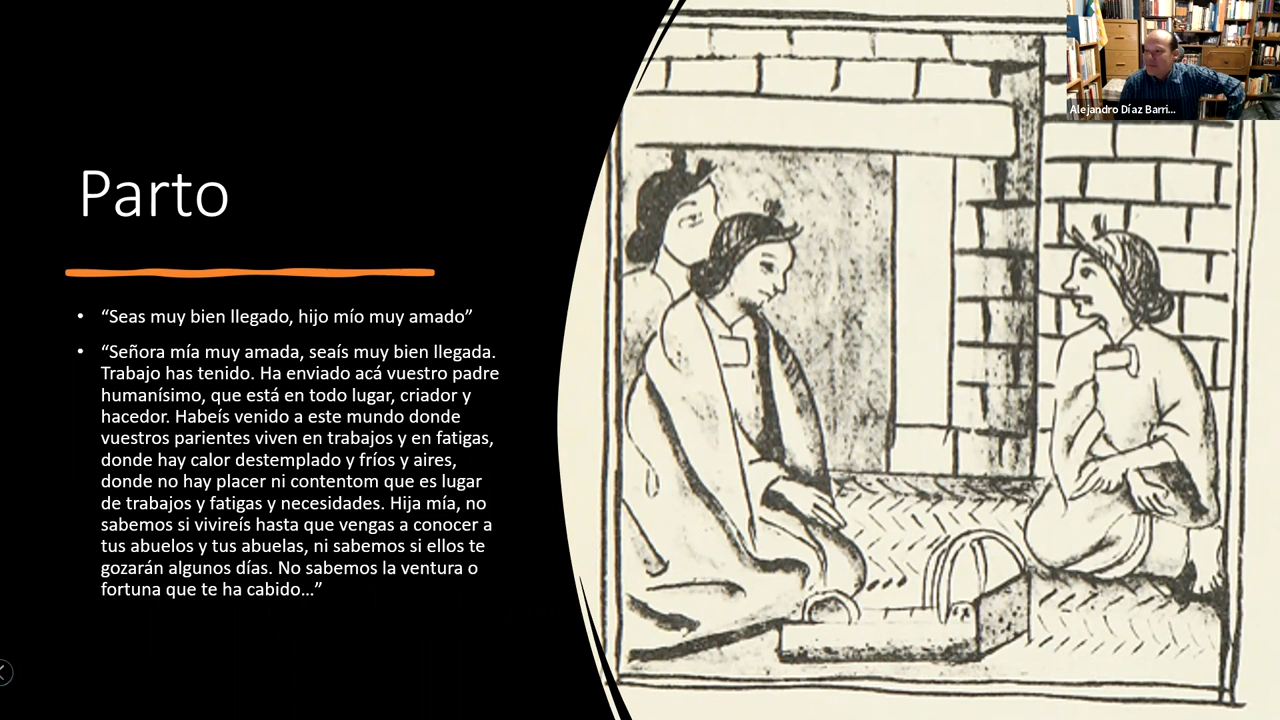 Alejandro Díaz Barri...
Parto
• “Seas muy bien llegado, hijo mío muy amado”
• “Señora mía muy amada, seaís muy bien llegada.
Trabajo has tenido. Ha enviado acá vuestro padre
humanísimo, que está en todo lugar, criador y
hacedor. Habeís venido a este mundo donde
vuestros parientes viven en trabajos y en fatigas,
donde hay calor destemplado y fríos y aires,
donde no hay placer ni contentom que es lugar
de trabajos y fatigas y necesidades. Hija mía, no
sabemos si vivireís hasta que vengas a conocer a
tus abuelos y tus abuelas, ni sabemos si ellos te
gozarán algunos días. No sabemos la ventura o
fortuna que te ha cabido…”